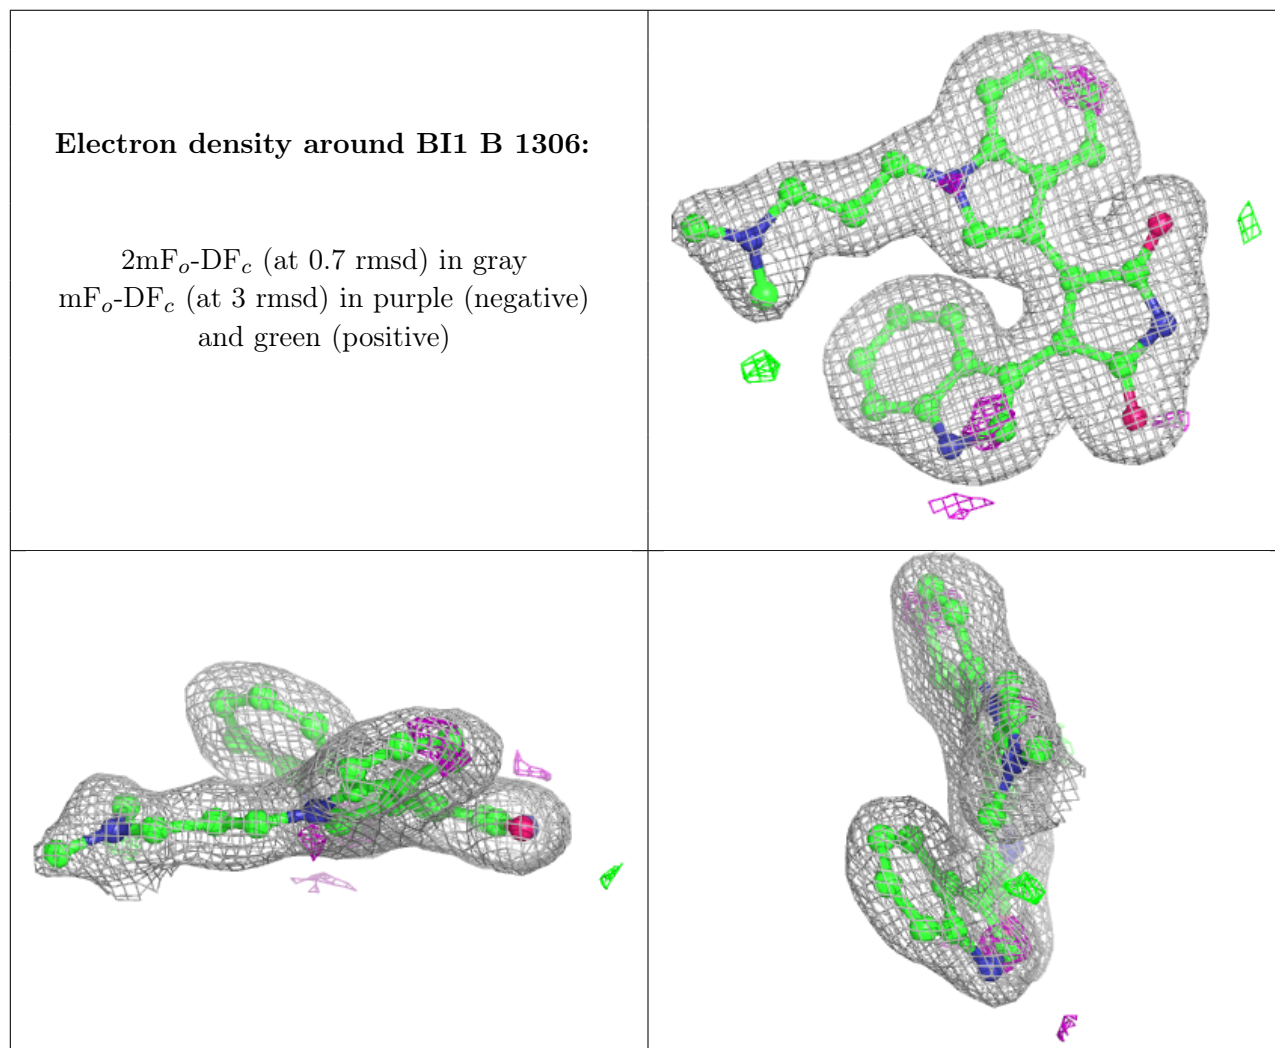 Electron density around BI1 B 1306:
2mFo-DFc (at 0.7 rmsd) in gray
mFo-DFc (at 3 rmsd) in purple (negative)
and green (positive)